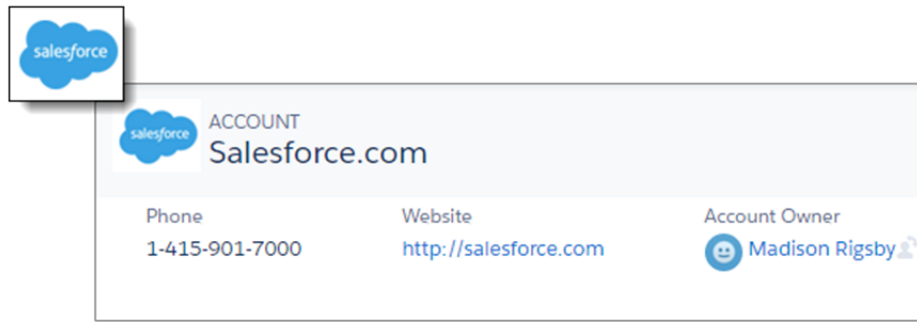 salesforce
salesforce
ACCOUNT
Salesforce.com
Phone
Website
Account Owner
1-415-901-7000
http://salesforce.com
Madison Rigsby